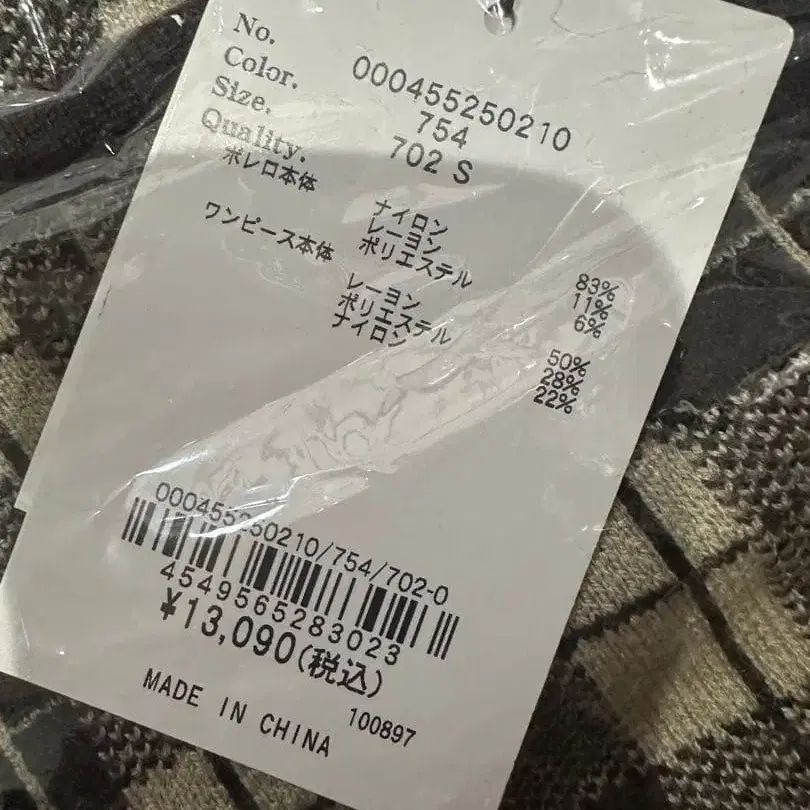 No. 000455250210
Color. 754
Size. 702 S
Quality.
ボレロ本体
ナイロン 83%
レーヨン 11%
ポリエステル 6%
ワンピース本体
レーヨン 50%
ポリエステル 28%
ナイロン 22%
000455250210/754/702-0
4549565283023
¥13,090(税込)
100897
MADE IN CHINA